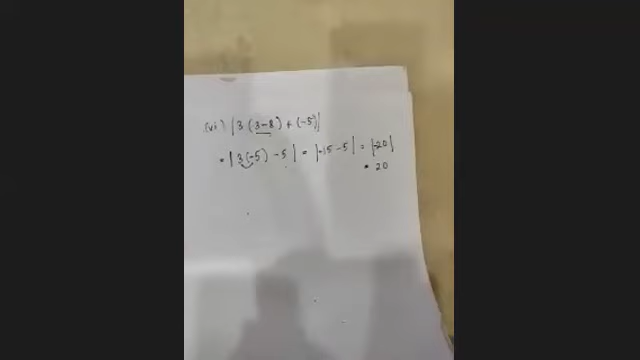 (vi) |3 (3-8) + (-5)|
= |3(-5) -5| = |-15-5| = |-20|
= 20